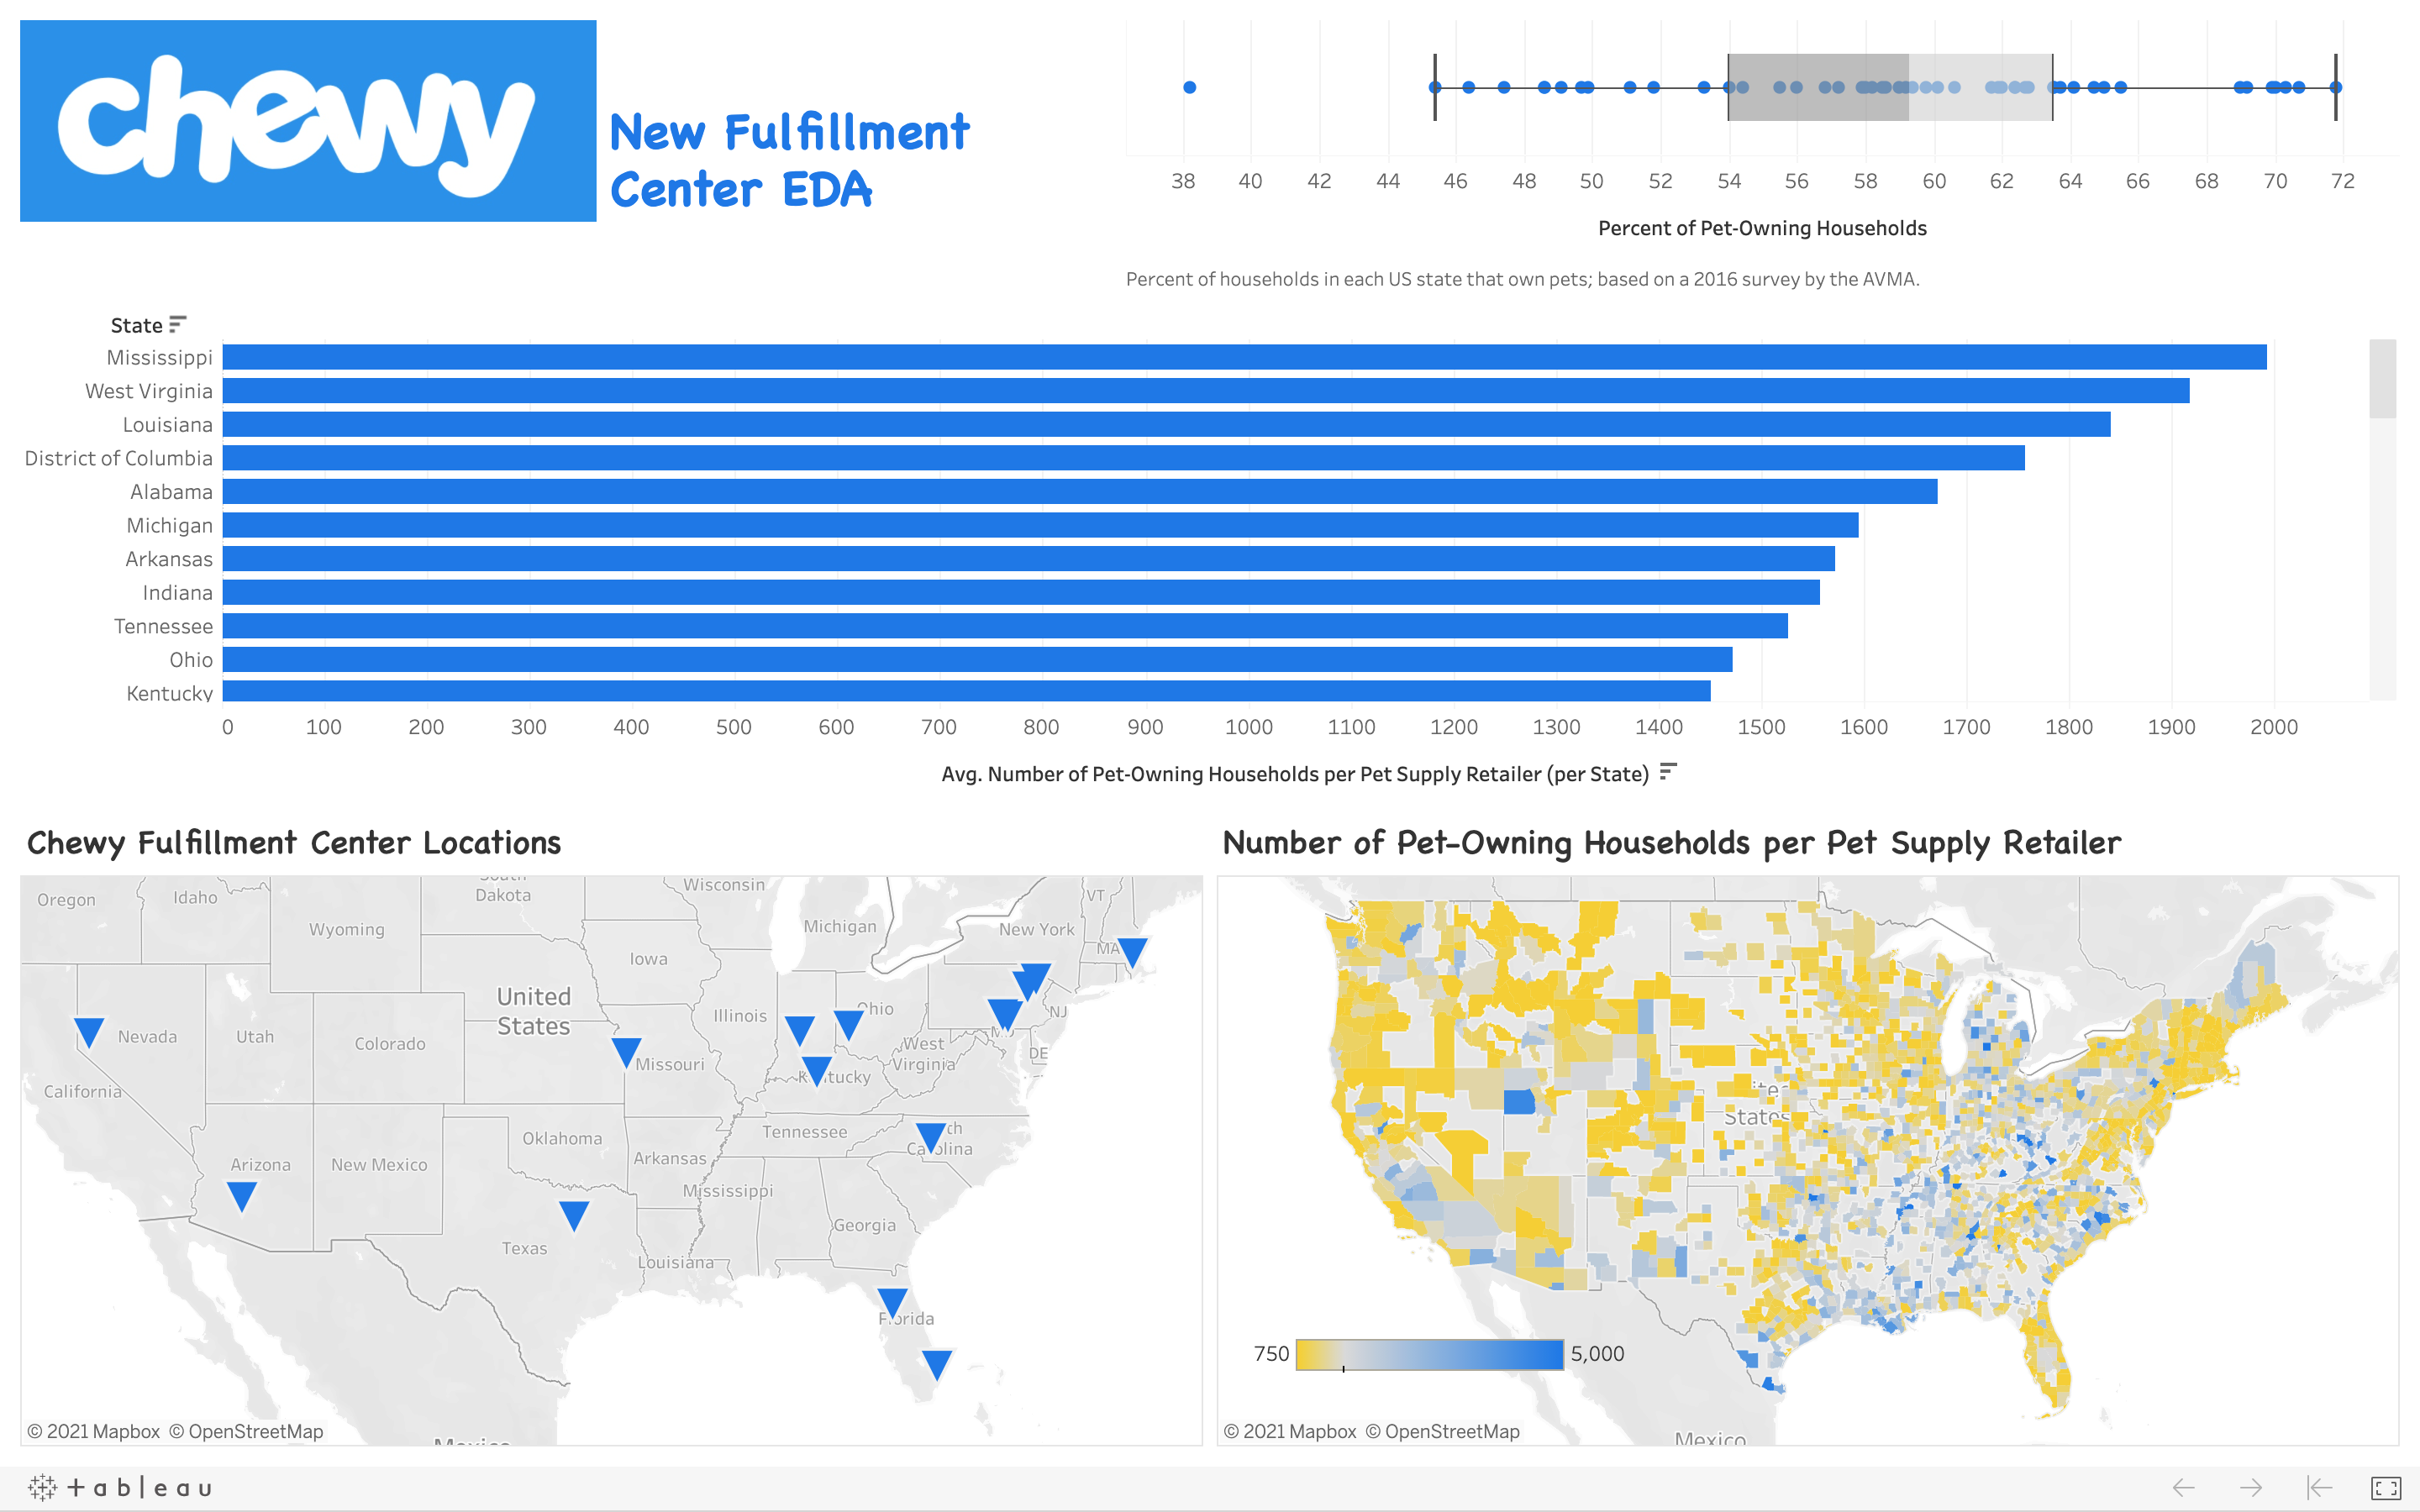 chewy
New Fulfillment
Center EDA
38 40 42 44 46 48 50 52 54 56 58 60 62 64 66 68 70 72
Percent of Pet-Owning Households
Percent of households in each US state that own pets; based on a 2016 survey by the AVMA.
State
Mississippi
West Virginia
Louisiana
District of Columbia
Alabama
Michigan
Arkansas
Indiana
Tennessee
Ohio
Kentucky
0 100 200 300 400 500 600 700 800 900 1000 1100 1200 1300 1400 1500 1600 1700 1800 1900 2000
Avg. Number of Pet-Owning Households per Pet Supply Retailer (per State)
Chewy Fulfillment Center Locations
Oregon
Idaho
Wyoming
South
Dakota
Wisconsin
Michigan
New York
VT
MA
Iowa
United
States
Nevada
Utah
Colorado
Illinois
Ohio
NJ
West
Virginia
DE
Missouri
California
Tennessee
Oklahoma
Arkansas
Arizona
New Mexico
Mississippi
Georgia
Texas
Louisiana
Florida
© 2021 Mapbox © OpenStreetMap
Number of Pet-Owning Households per Pet Supply Retailer
States
750
5,000
Mexico
© 2021 Mapbox © OpenStreetMap
+ a b l e a u